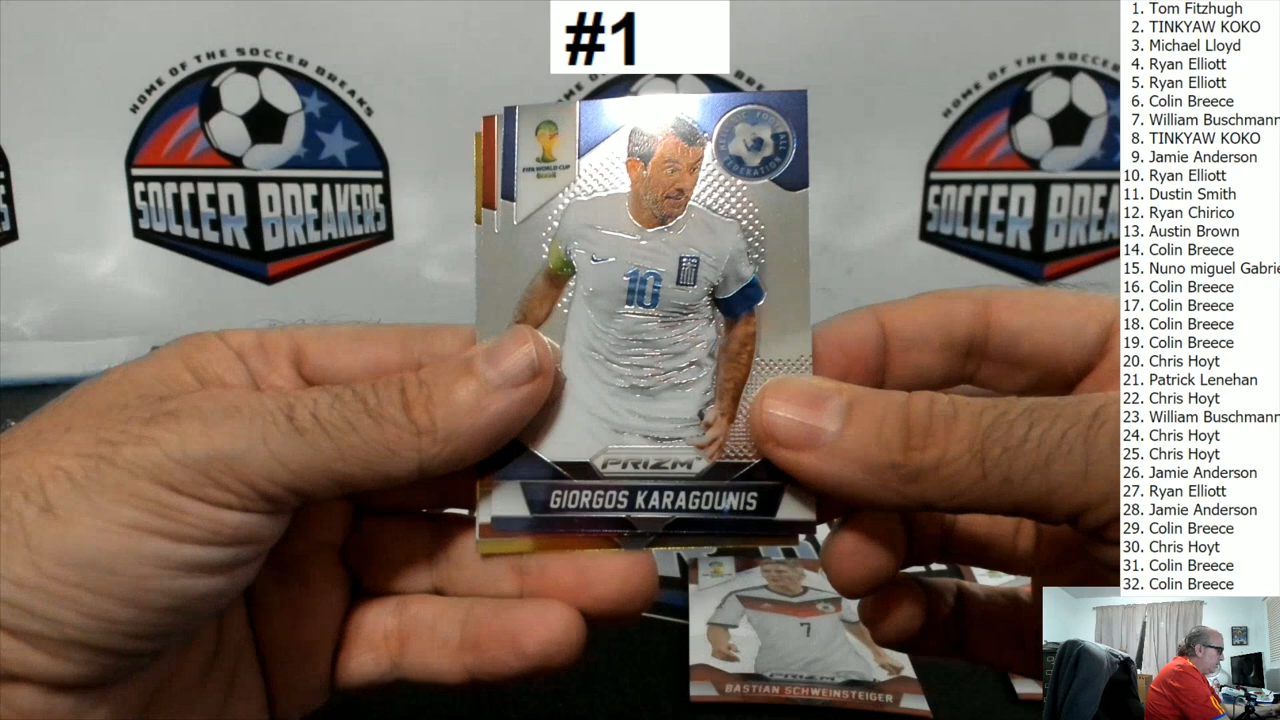 #1
HOME OF THE SOCCER BREAKS
SOCCER BREAKERS
HOME OF THE
HOME OF THE SOCCER
SOCCER BREA
FIFA WORLD CUP
HELLENIC FOOTBALL FEDERATION
10
PRIZM
GIORGOS KARAGOUNIS
7
PRIZM
BASTIAN SCHWEINSTEIGER
1. Tom Fitzhugh
2. TINKYAW KOKO
3. Michael Lloyd
4. Ryan Elliott
5. Ryan Elliott
6. Colin Breece
7. William Buschmann
8. TINKYAW KOKO
9. Jamie Anderson
10. Ryan Elliott
11. Dustin Smith
12. Ryan Chirico
13. Austin Brown
14. Colin Breece
15. Nuno miguel Gabrie
16. Colin Breece
17. Colin Breece
18. Colin Breece
19. Colin Breece
20. Chris Hoyt
21. Patrick Lenehan
22. Chris Hoyt
23. William Buschmann
24. Chris Hoyt
25. Chris Hoyt
26. Jamie Anderson
27. Ryan Elliott
28. Jamie Anderson
29. Colin Breece
30. Chris Hoyt
31. Colin Breece
32. Colin Breece